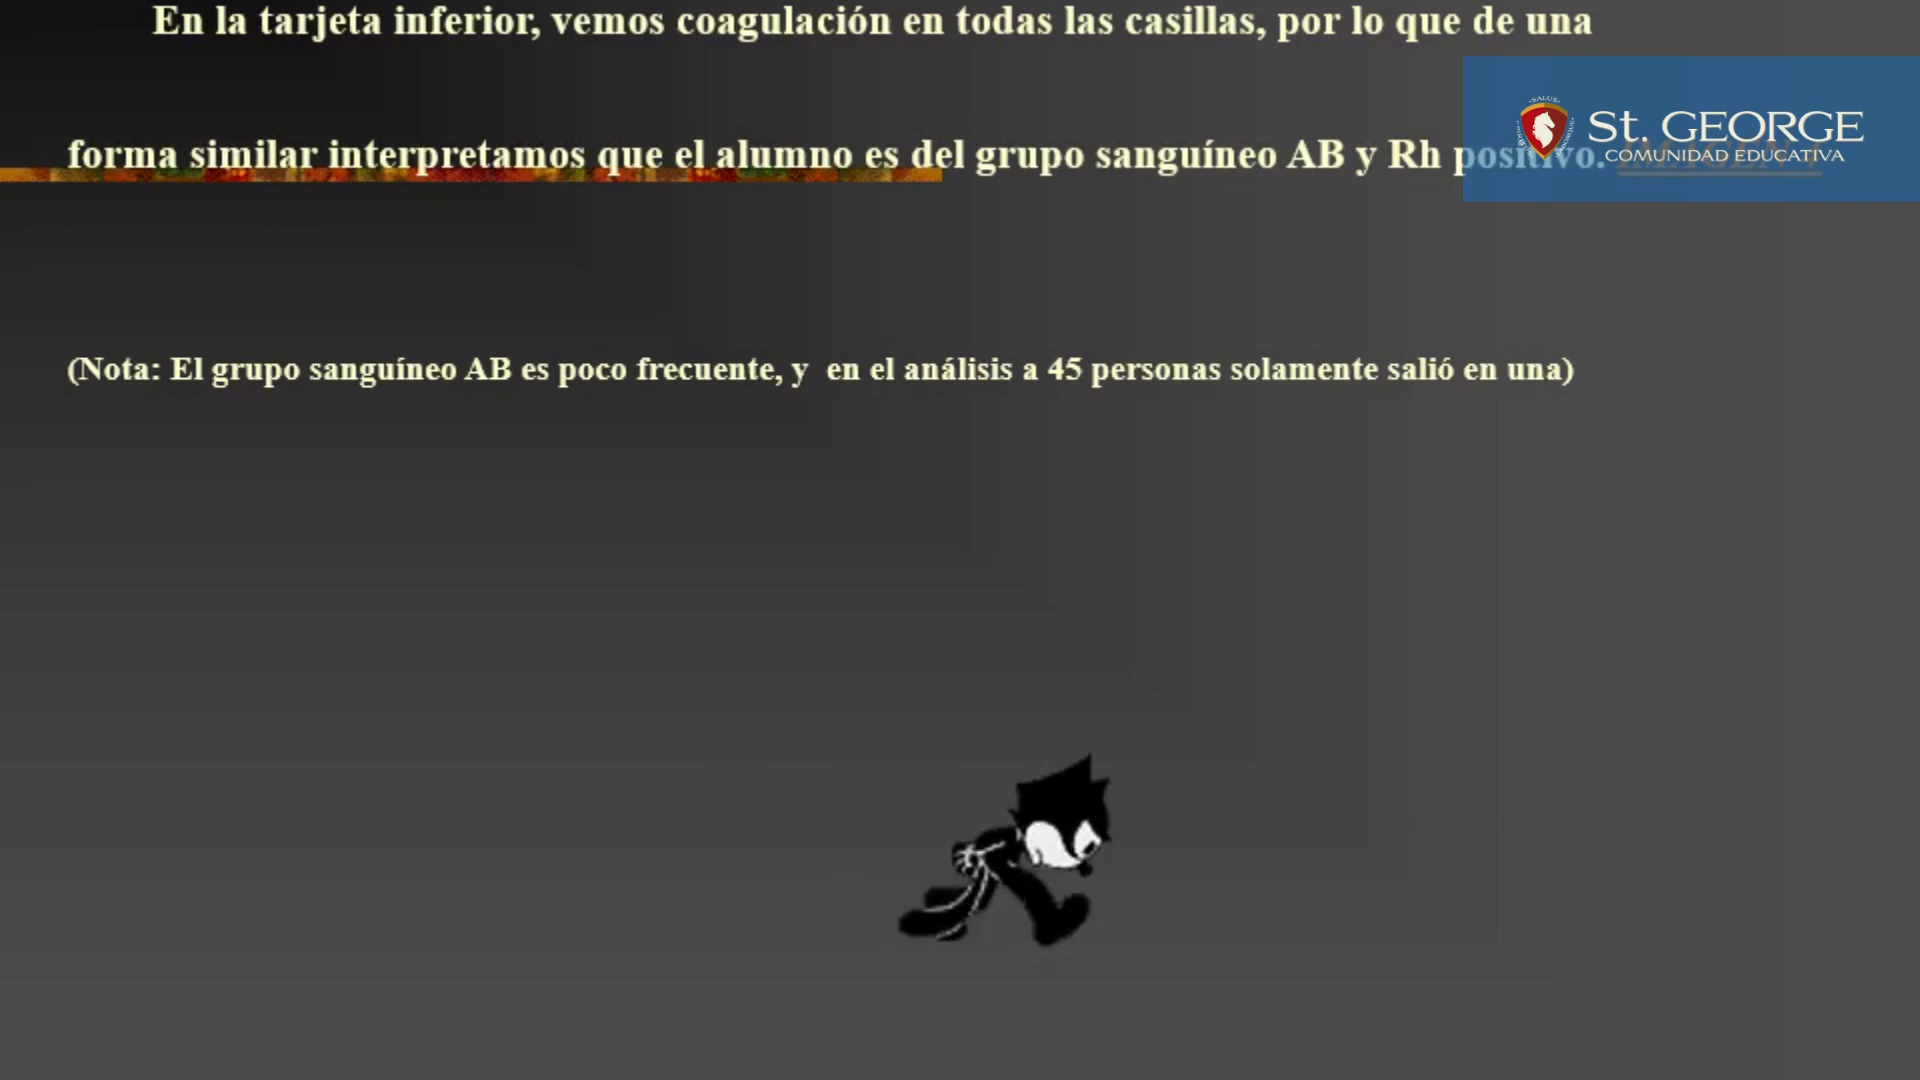 En la tarjeta inferior, vemos coagulación en todas las casillas, por lo que de una
forma similar interpretamos que el alumno es del grupo sanguíneo AB y Rh positivo.
SALUS
St. GEORGE
COMUNIDAD EDUCATIVA
(Nota: El grupo sanguíneo AB es poco frecuente, y  en el análisis a 45 personas solamente salió en una)